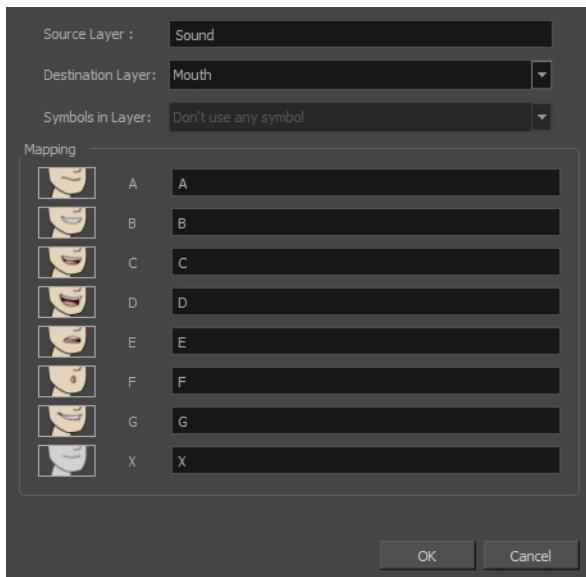 Source Layer : Sound
Destination Layer: Mouth
Symbols in Layer: Don't use any symbol
Mapping
A A
B B
C C
D D
E E
F F
G G
X X
OK Cancel